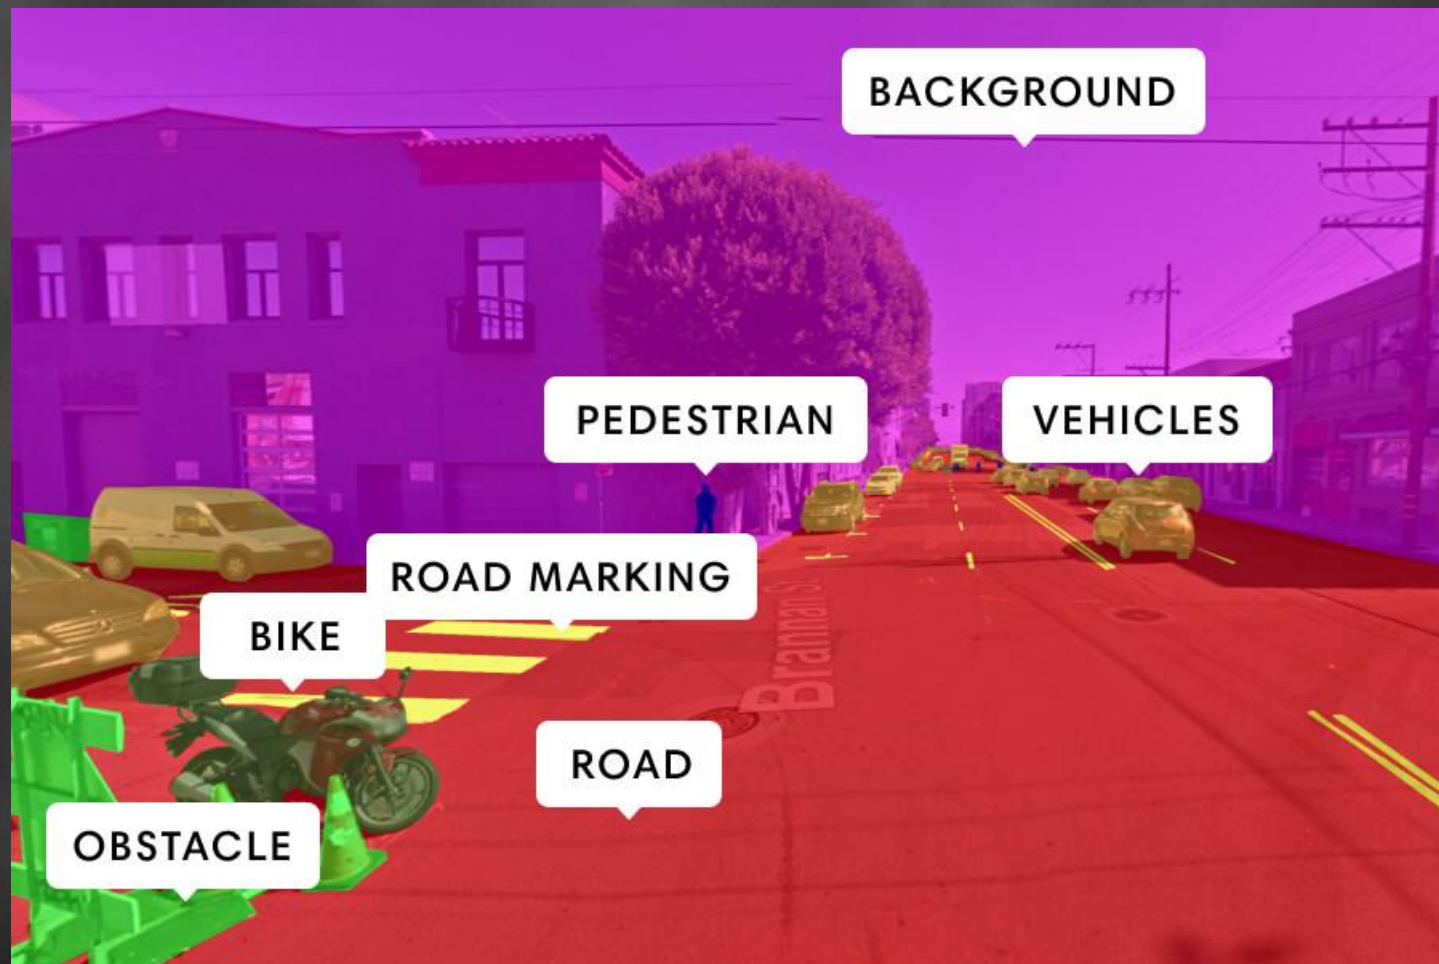 BACKGROUND
PEDESTRIAN
VEHICLES
ROAD MARKING
BIKE
Brannan St
ROAD
OBSTACLE